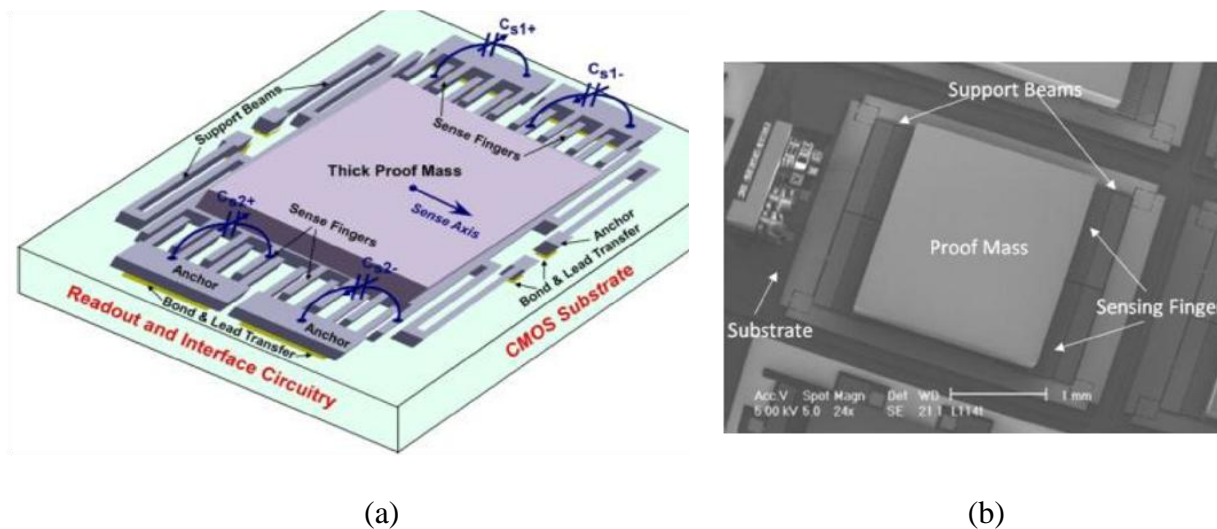 Cs1+
Cs1-
Support Beams
Sense Fingers
Thick Proof Mass
Sense Axis
Cs2+
Sense Fingers
Cs2-
Anchor
Bond & Lead Transfer
Anchor
Bond & Lead Transfer
Anchor
Readout and Interface Circuitry
CMOS Substrate
Support Beams
Proof Mass
Sensing Finger
Substrate
Acc.V Spot Magn Det WD
5.00 kV 5.0 24x SE 21.1 L1141
1 mm
(a)
(b)